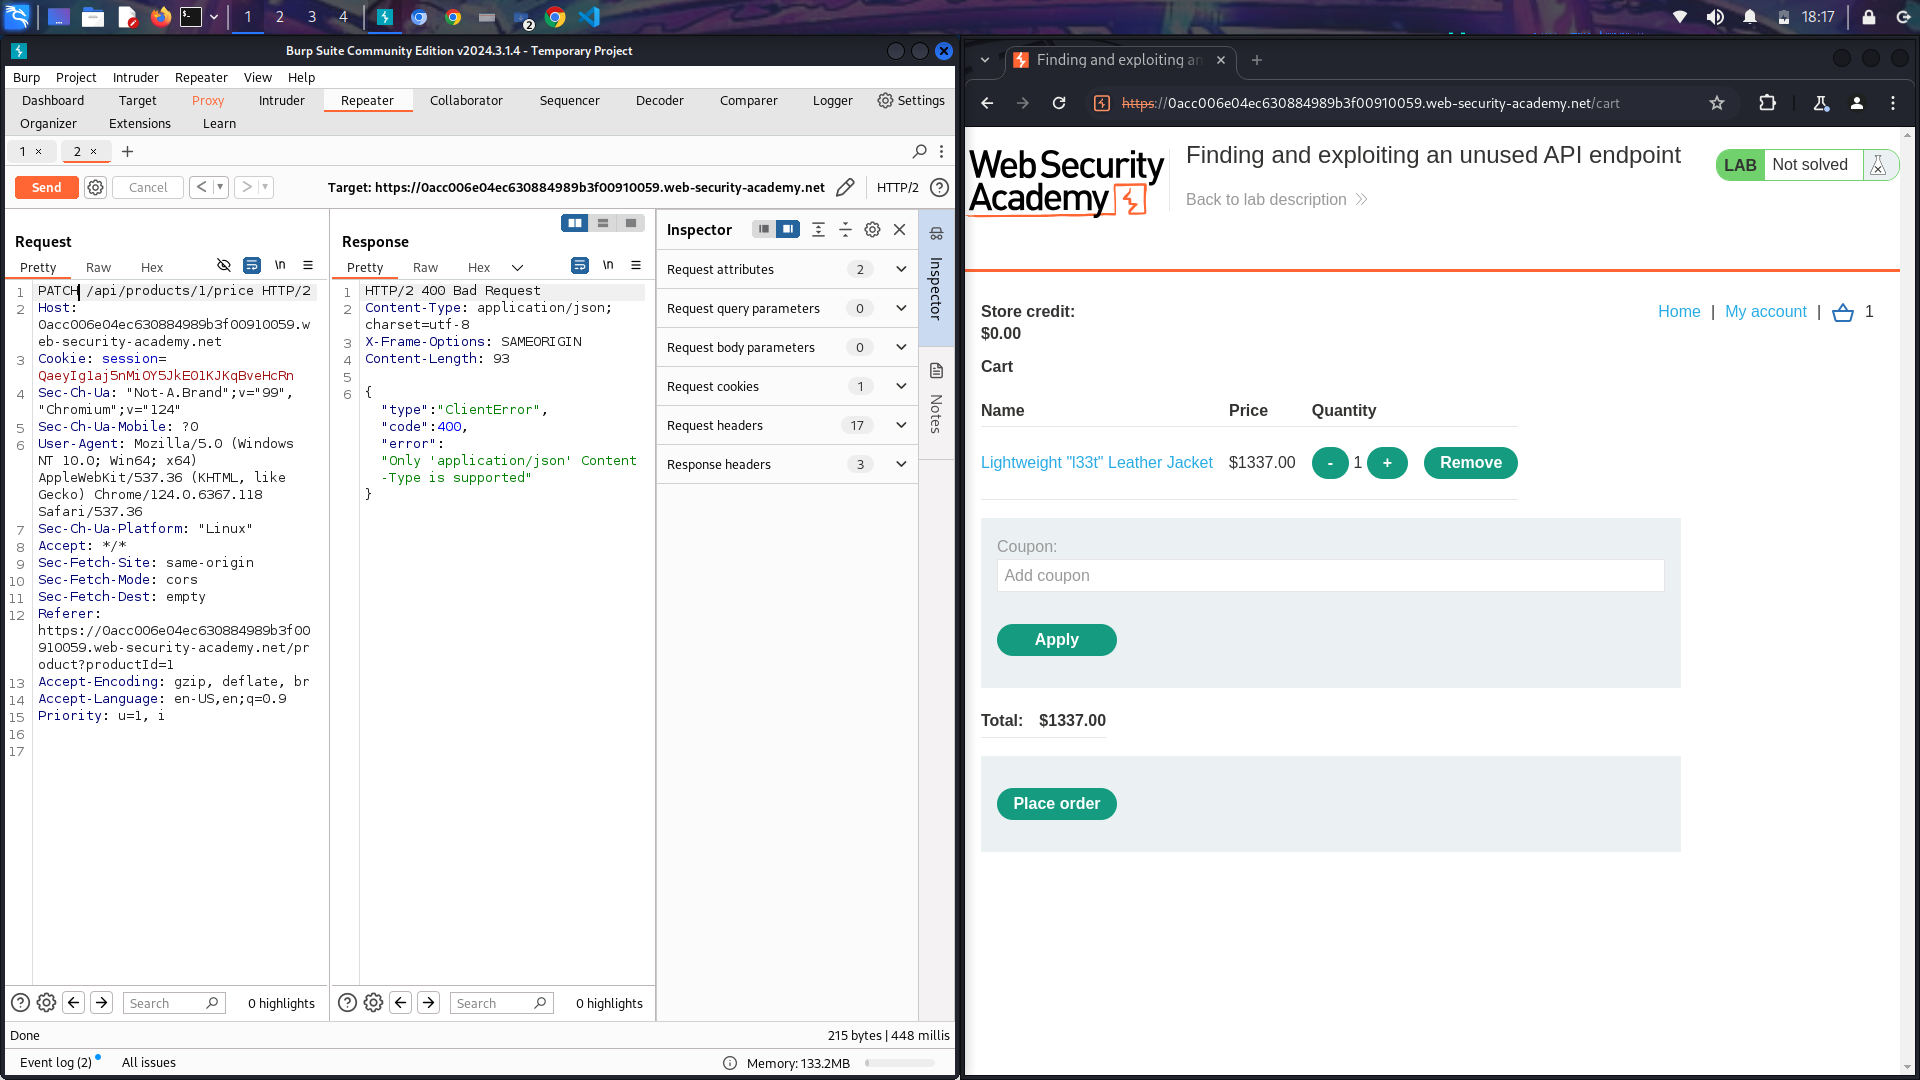 1 2 3 4
2
18:17
Burp Suite Community Edition v2024.3.1.4 - Temporary Project
Burp Project Intruder Repeater View Help
Dashboard Target Proxy Intruder Repeater Collaborator Sequencer Decoder Comparer Logger Settings
Organizer Extensions Learn
1 × 2 × +
Send Cancel < > Target: https://0acc006e04ec630884989b3f00910059.web-security-academy.net HTTP/2 ?
Request
Pretty Raw Hex \n
1 PATCH /api/products/1/price HTTP/2
2 Host:
0acc006e04ec630884989b3f00910059.w
eb-security-academy.net
3 Cookie: session=
QaeyIg1aj5nMiOY5JkE01KJKqBveHcRn
4 Sec-Ch-Ua: "Not-A.Brand";v="99",
"Chromium";v="124"
5 Sec-Ch-Ua-Mobile: ?0
6 User-Agent: Mozilla/5.0 (Windows
NT 10.0; Win64; x64)
AppleWebKit/537.36 (KHTML, like
Gecko) Chrome/124.0.6367.118
Safari/537.36
7 Sec-Ch-Ua-Platform: "Linux"
8 Accept: */*
9 Sec-Fetch-Site: same-origin
10 Sec-Fetch-Mode: cors
11 Sec-Fetch-Dest: empty
12 Referer:
https://0acc006e04ec630884989b3f00
910059.web-security-academy.net/pr
oduct?productId=1
13 Accept-Encoding: gzip, deflate, br
14 Accept-Language: en-US,en;q=0.9
15 Priority: u=1, i
16
17
Search 0 highlights
Response
Pretty Raw Hex \n
1 HTTP/2 400 Bad Request
2 Content-Type: application/json;
charset=utf-8
3 X-Frame-Options: SAMEORIGIN
4 Content-Length: 93
5
6 {
"type":"ClientError",
"code":400,
"error":
"Only 'application/json' Content
-Type is supported"
}
Search 0 highlights
Inspector
Request attributes 2
Request query parameters 0
Request body parameters 0
Request cookies 1
Request headers 17
Response headers 3
Inspector
Notes
Done 215 bytes | 448 millis
Event log (2) All issues Memory: 133.2MB
Finding and exploiting an × +
https://0acc006e04ec630884989b3f00910059.web-security-academy.net/cart
Web Security
Academy
Finding and exploiting an unused API endpoint
Back to lab description
LAB Not solved
Store credit:
$0.00
Home | My account | 1
Cart
Name Price Quantity
Lightweight "l33t" Leather Jacket $1337.00 - 1 + Remove
Coupon:
Add coupon
Apply
Total: $1337.00
Place order